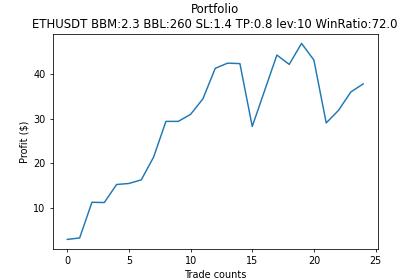 Portfolio
ETHUSDT BBM:2.3 BBL:260 SL:1.4 TP:0.8 lev:10 WinRatio:72.0
40
30
20
10
Profit ($)
0 5 10 15 20 25
Trade counts